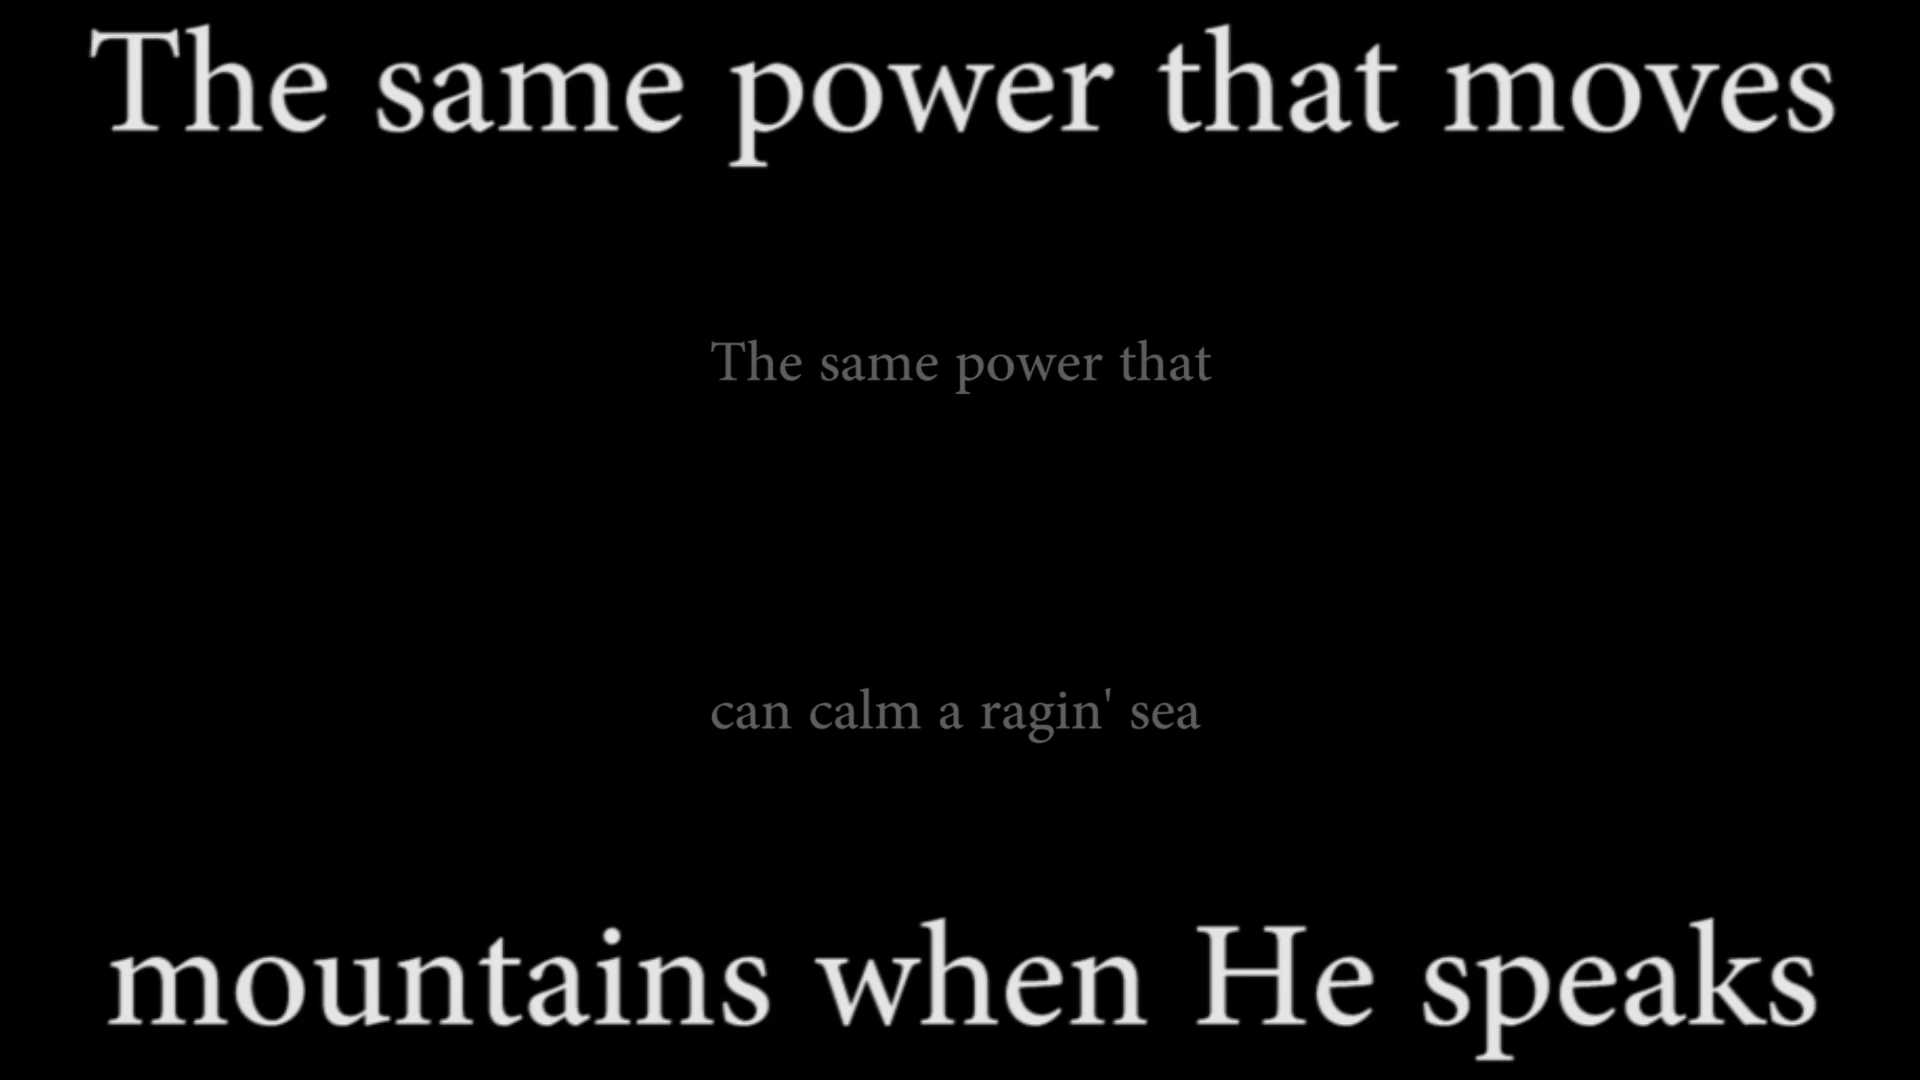 The same power that moves
The same power that
can calm a ragin' sea
mountains when He speaks